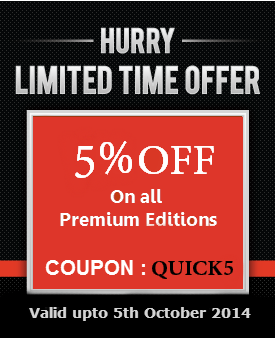 HURRY
LIMITED TIME OFFER
5% OFF
On all
Premium Editions
COUPON : QUICK5
Valid upto 5th October 2014